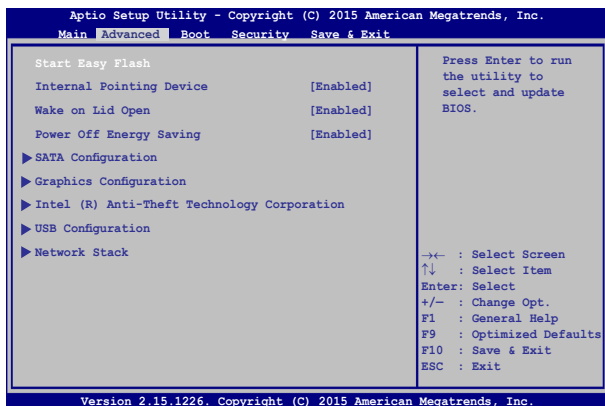 Aptio Setup Utility - Copyright (C) 2015 American Megatrends, Inc.
Main Advanced Boot Security Save & Exit
Start Easy Flash
Internal Pointing Device [Enabled]
Wake on Lid Open [Enabled]
Power Off Energy Saving [Enabled]
SATA Configuration
Graphics Configuration
Intel (R) Anti-Theft Technology Corporation
USB Configuration
Network Stack
Press Enter to run
the utility to
select and update
BIOS.
→← : Select Screen
↑↓ : Select Item
Enter: Select
+/— : Change Opt.
F1 : General Help
F9 : Optimized Defaults
F10 : Save & Exit
ESC : Exit
Version 2.15.1226. Copyright (C) 2015 American Megatrends, Inc.